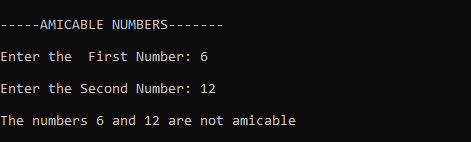 -----AMICABLE NUMBERS-------
Enter the  First Number: 6
Enter the Second Number: 12
The numbers 6 and 12 are not amicable